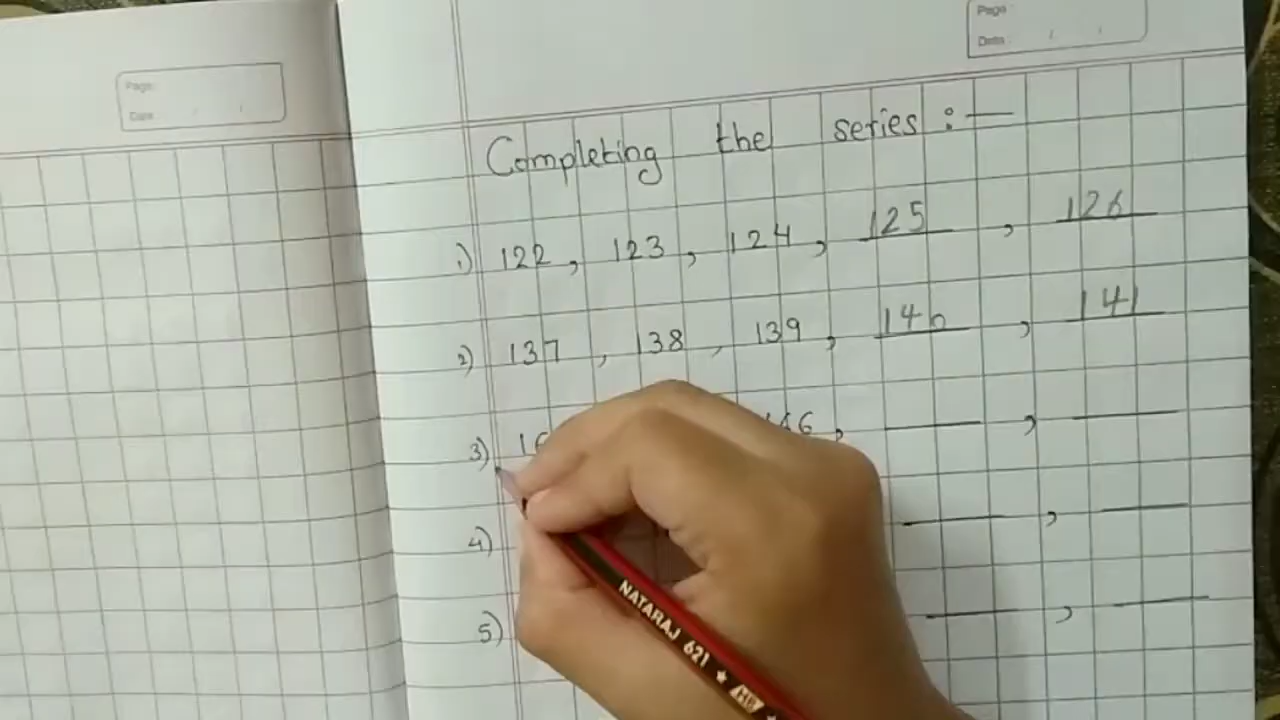 Page:
Date:
Page:
Date:
Completing the series :—
1) 122, 123, 124, 125, 126
2) 137, 138, 139, 140, 141
3)
4)
5)
NATARAJ 621 ★ HB ★